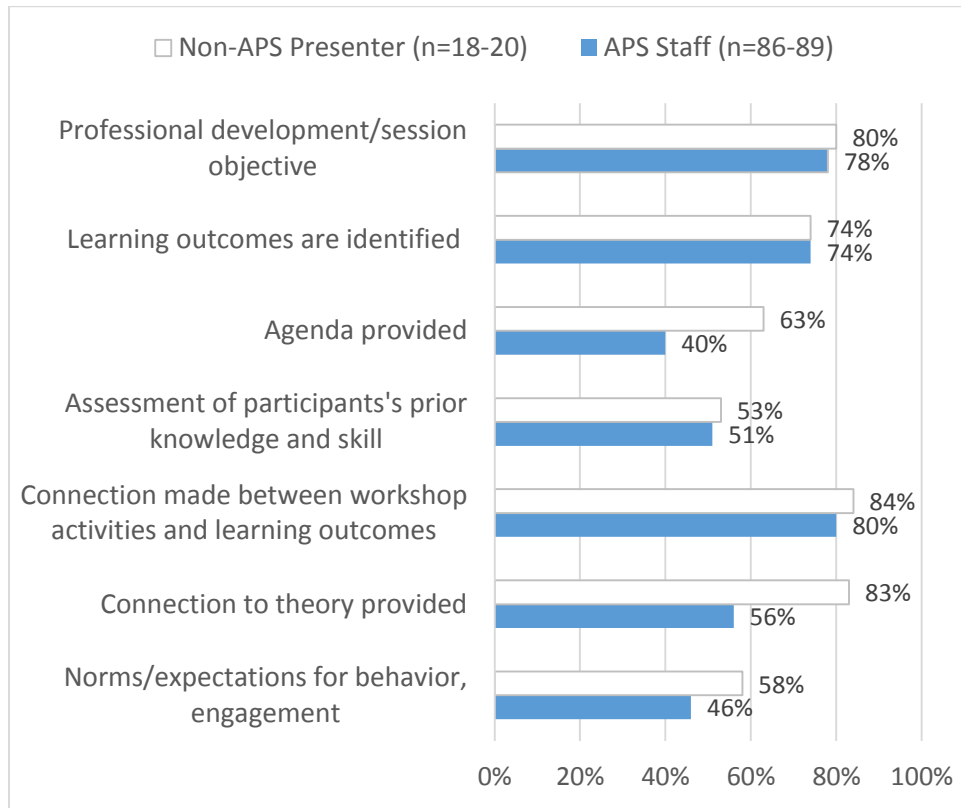 Non-APS Presenter (n=18-20) APS Staff (n=86-89)
Professional development/session
objective
80%
78%
Learning outcomes are identified
74%
74%
Agenda provided
63%
40%
Assessment of participants's prior
knowledge and skill
53%
51%
Connection made between workshop
activities and learning outcomes
84%
80%
Connection to theory provided
83%
56%
Norms/expectations for behavior,
engagement
58%
46%
0% 20% 40% 60% 80% 100%